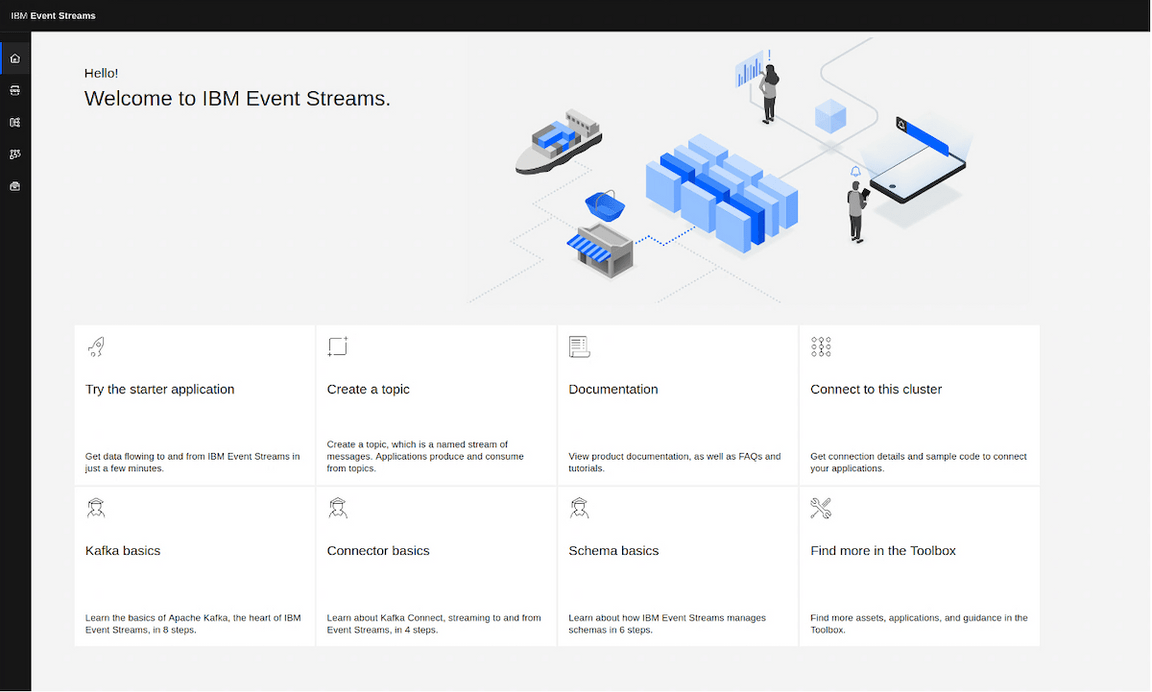 IBM Event Streams
Hello!
Welcome to IBM Event Streams.
Try the starter application
Get data flowing to and from IBM Event Streams in
just a few minutes.
Create a topic
Create a topic, which is a named stream of
messages. Applications produce and consume
from topics.
Documentation
View product documentation, as well as FAQs and
tutorials.
Connect to this cluster
Get connection details and sample code to connect
your applications.
Kafka basics
Learn the basics of Apache Kafka, the heart of IBM
Event Streams, in 8 steps.
Connector basics
Learn about Kafka Connect, streaming to and from
Event Streams, in 4 steps.
Schema basics
Learn about how IBM Event Streams manages
schemas in 6 steps.
Find more in the Toolbox
Find more assets, applications, and guidance in the
Toolbox.